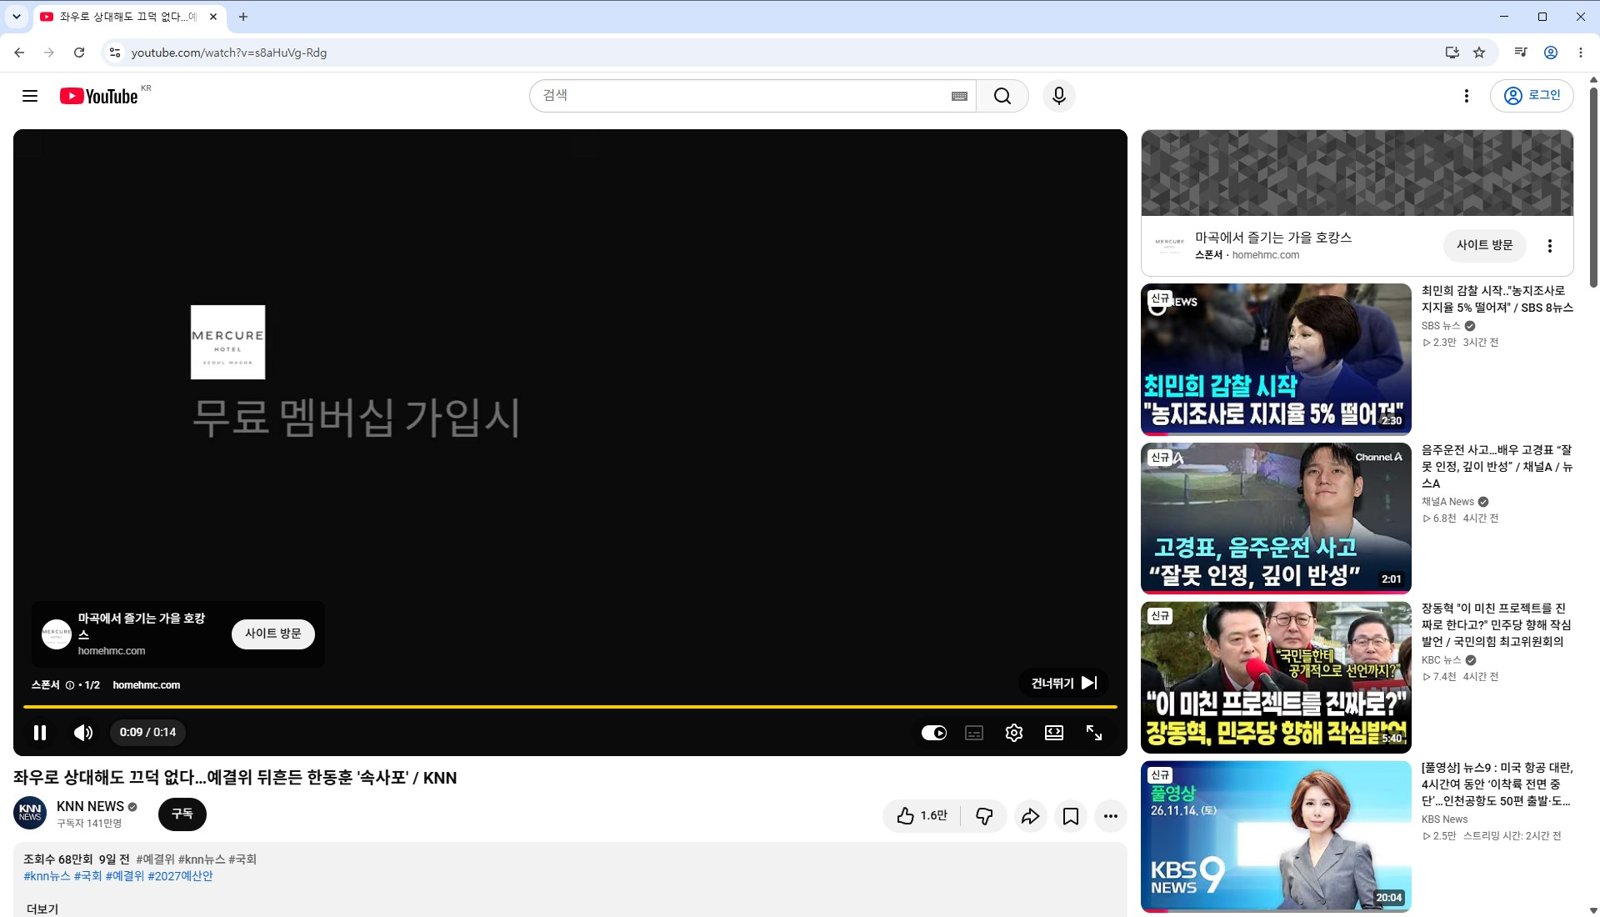 좌우로 상대해도 끄덕 없다...예
youtube.com/watch?v=s8aHuVg-Rdg
YouTube KR
검색
로그인
MERCURE
HOTEL
SEOUL MAGOK
무료 멤버십 가입시
MERCURE
마곡에서 즐기는 가을 호캉
스
homehmc.com
사이트 방문
스폰서 · 1/2 homehmc.com
건너뛰기
0:09 / 0:14
좌우로 상대해도 끄덕 없다...예결위 뒤흔든 한동훈 '속사포' / KNN
KNN
NEWS
KNN NEWS
구독자 141만명
구독
1.6만
조회수 68만회 9일 전 #예결위 #knn뉴스 #국회
#knn뉴스 #국회 #예결위 #2027예산안
더보기
MERCURE
마곡에서 즐기는 가을 호캉스
스폰서 · homehmc.com
사이트 방문
신규
NEWS
최민희 감찰 시작
"농지조사로 지지율 5% 떨어져"
2:30
최민희 감찰 시작.."농지조사로
지지율 5% 떨어져" / SBS 8뉴스
SBS 뉴스
2.3만 3시간 전
신규
Channel A
고경표, 음주운전 사고
“잘못 인정, 깊이 반성”
2:01
음주운전 사고…배우 고경표 “잘
못 인정, 깊이 반성” / 채널A / 뉴
스A
채널A News
6.8천 4시간 전
신규
“국민들한테
공개적으로 선언까지?”
“이 미친 프로젝트를 진짜로?”
장동혁, 민주당 향해 작심발언
5:40
장동혁 "이 미친 프로젝트를 진
짜로 한다고?" 민주당 향해 작심
발언 / 국민의힘 최고위원회의
KBC 뉴스
7.4천 4시간 전
신규
풀영상
26.11.14.(토)
KBS
NEWS 9
20:04
[풀영상] 뉴스9 : 미국 항공 대란,
4시간여 동안 ‘이착륙 전면 중
단’…인천공항도 50편 출발·도...
KBS News
2.5만 스트리밍 시간: 2시간 전